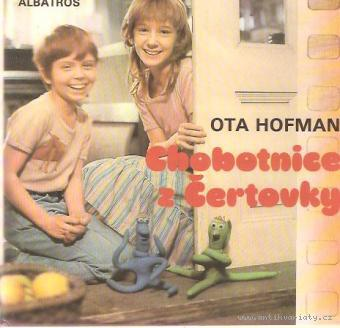 ALBATROS
OTA HOFMAN
Chobotnice
z Čertovky
www.antikvariaty.cz